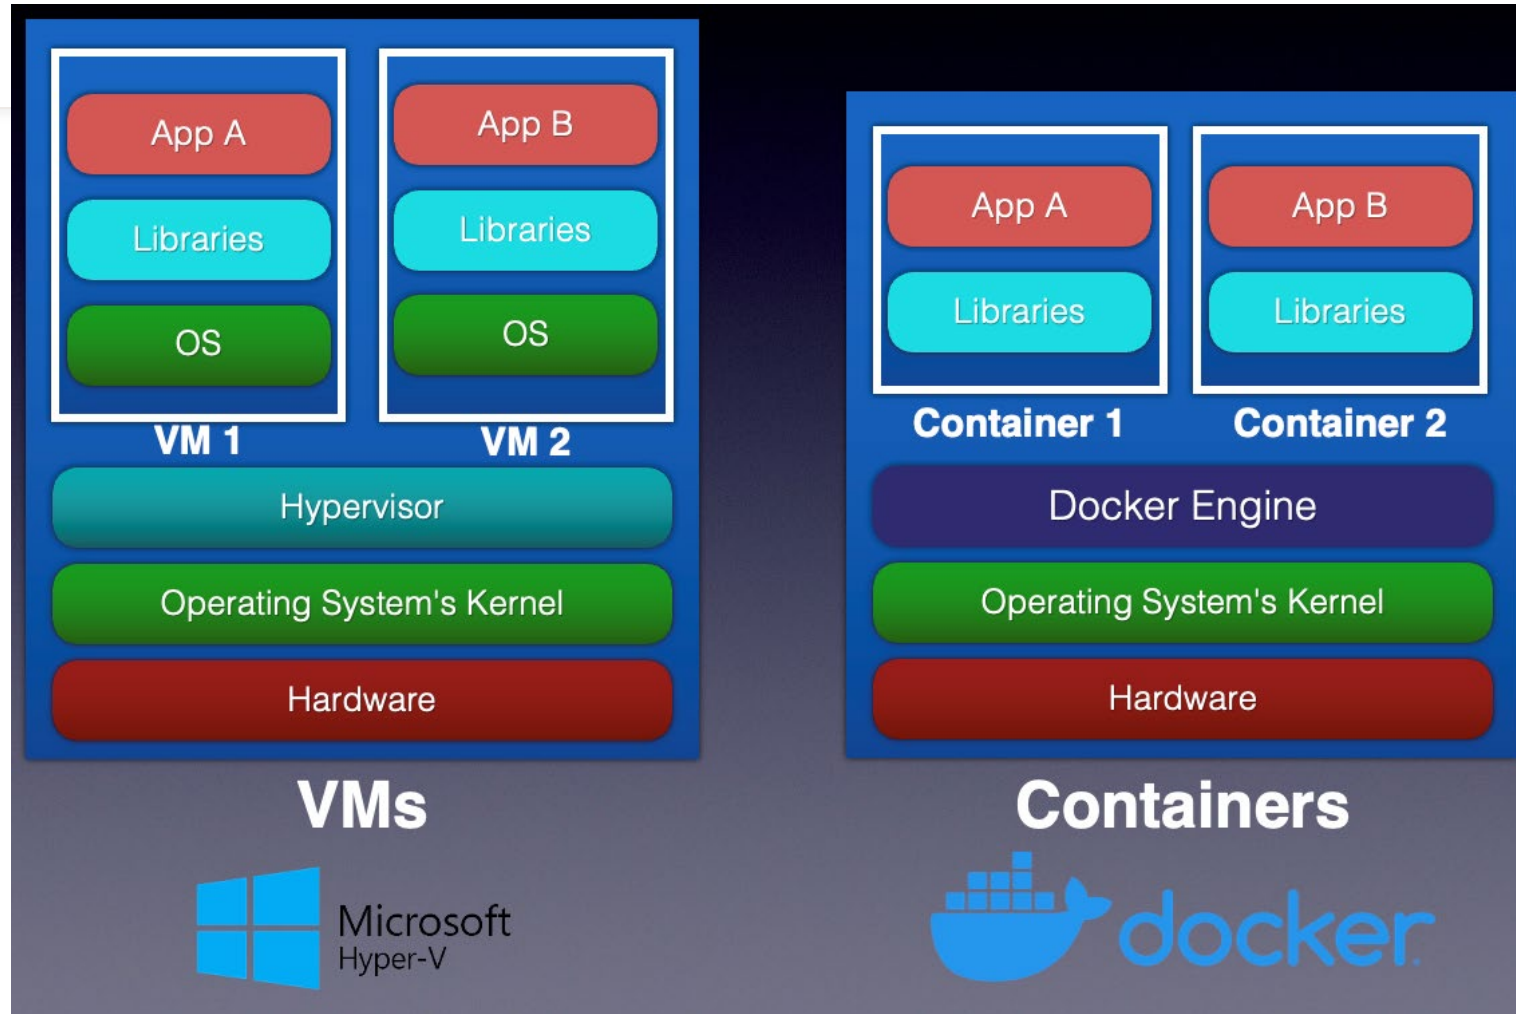 App A
Libraries
OS
VM 1
App B
Libraries
OS
VM 2
Hypervisor
Operating System's Kernel
Hardware
VMs
Microsoft
Hyper-V
App A
Libraries
Container 1
App B
Libraries
Container 2
Docker Engine
Operating System's Kernel
Hardware
Containers
docker